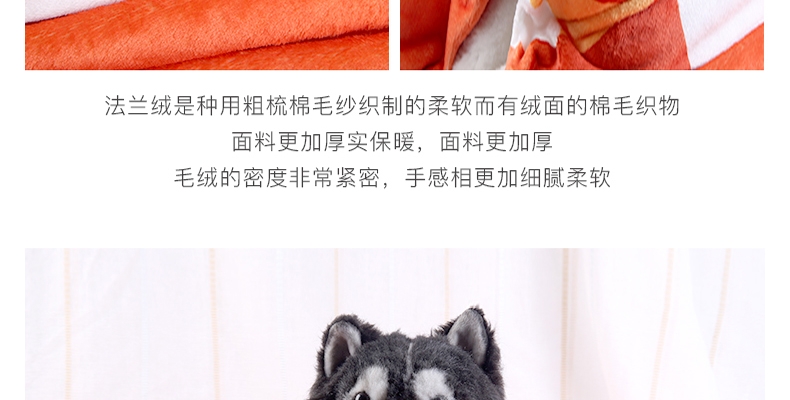 法兰绒是种用粗梳棉毛纱织制的柔软而有绒面的棉毛织物
面料更加厚实保暖，面料更加厚
毛绒的密度非常紧密，手感相更加细腻柔软